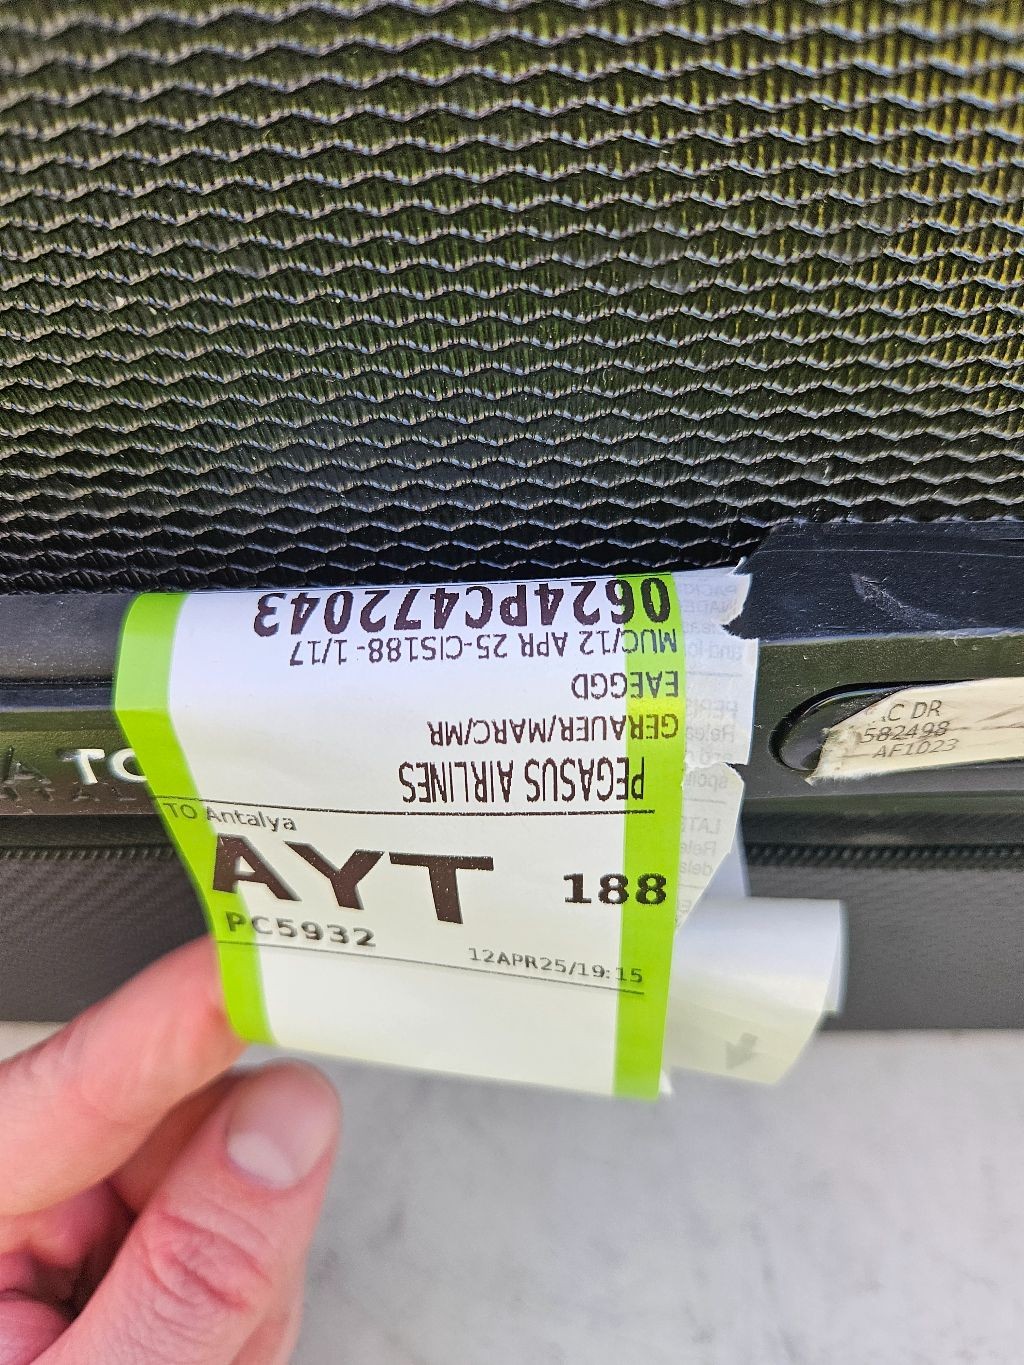 0624PC472043
MUC/12 APR 25-CIS188 - 1/17
EAEGGD
GERAUER/MARC/MR
PEGASUS AIRLINES
TO Antalya
AYT
188
PC5932
12APR25/19:15
C DR
582498
AF1023
TO